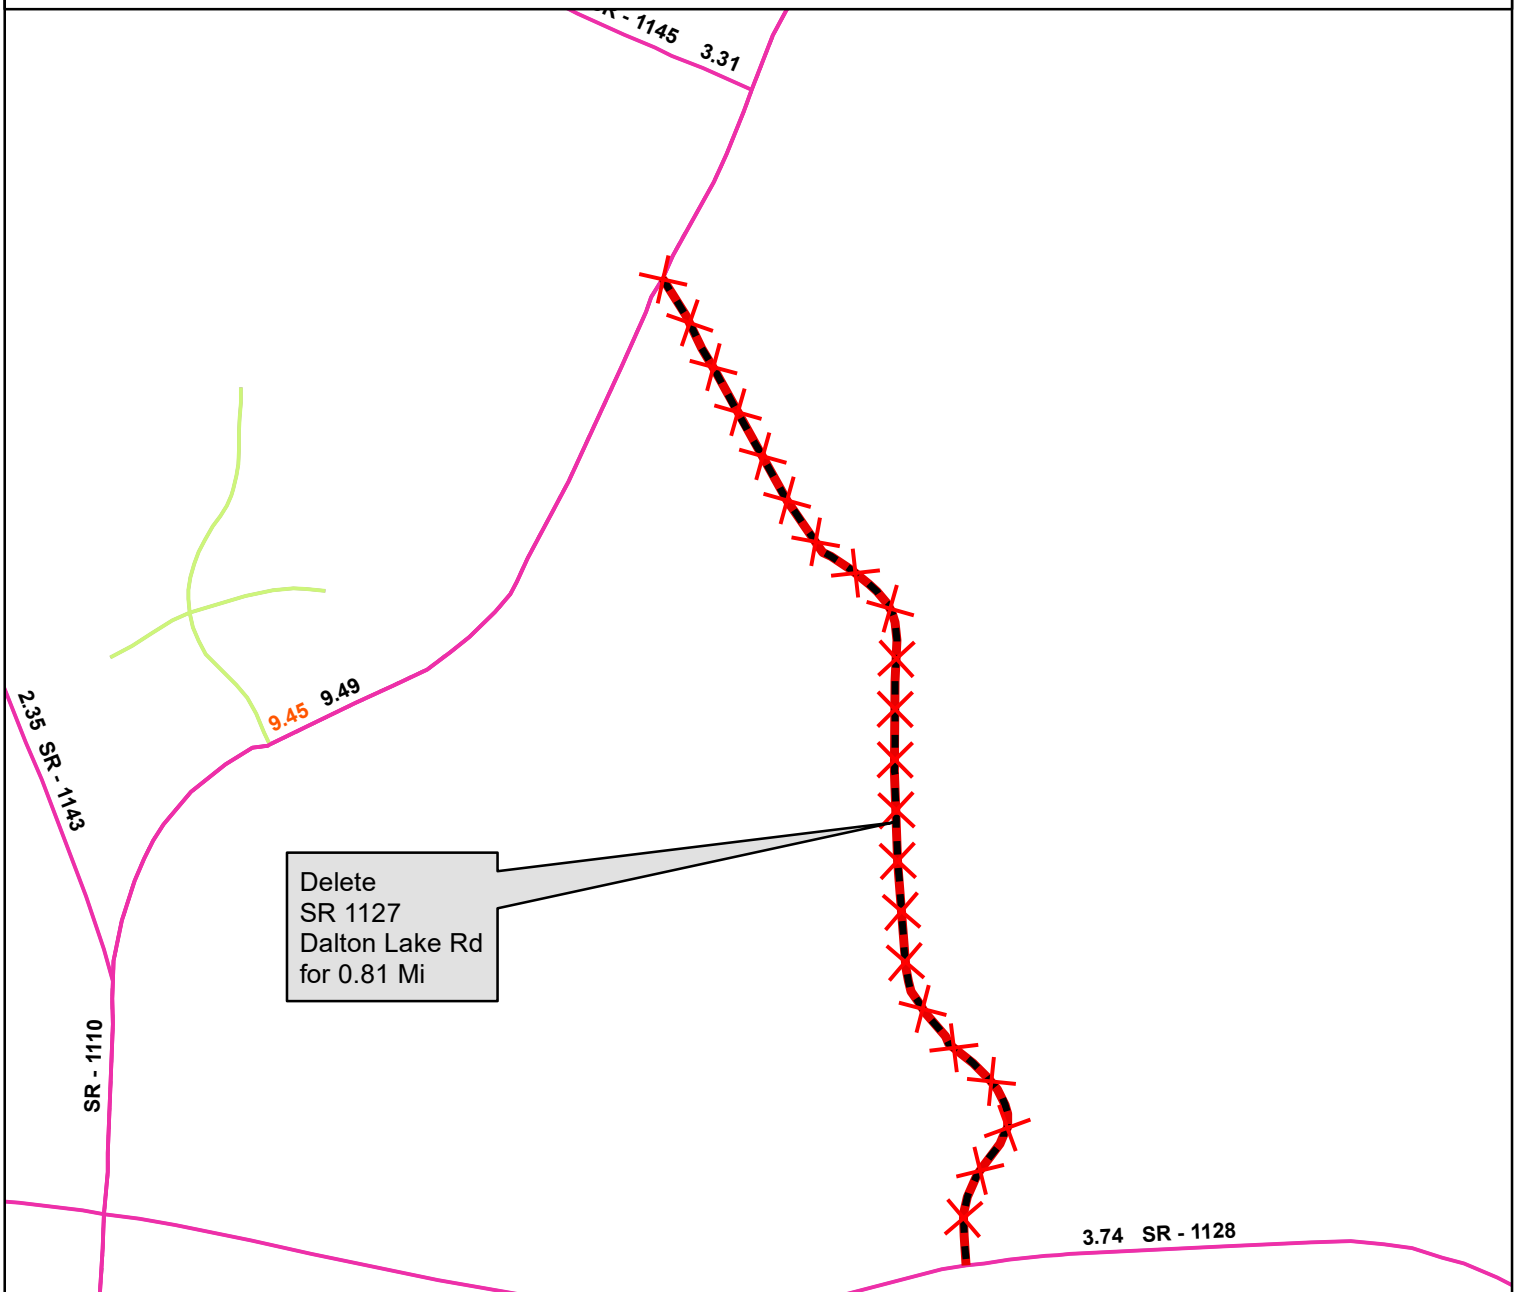 - 1145 3.31
9.45 9.49
2.35 SR - 1143
Delete
SR 1127
Dalton Lake Rd
for 0.81 Mi
SR - 1110
3.74 SR - 1128